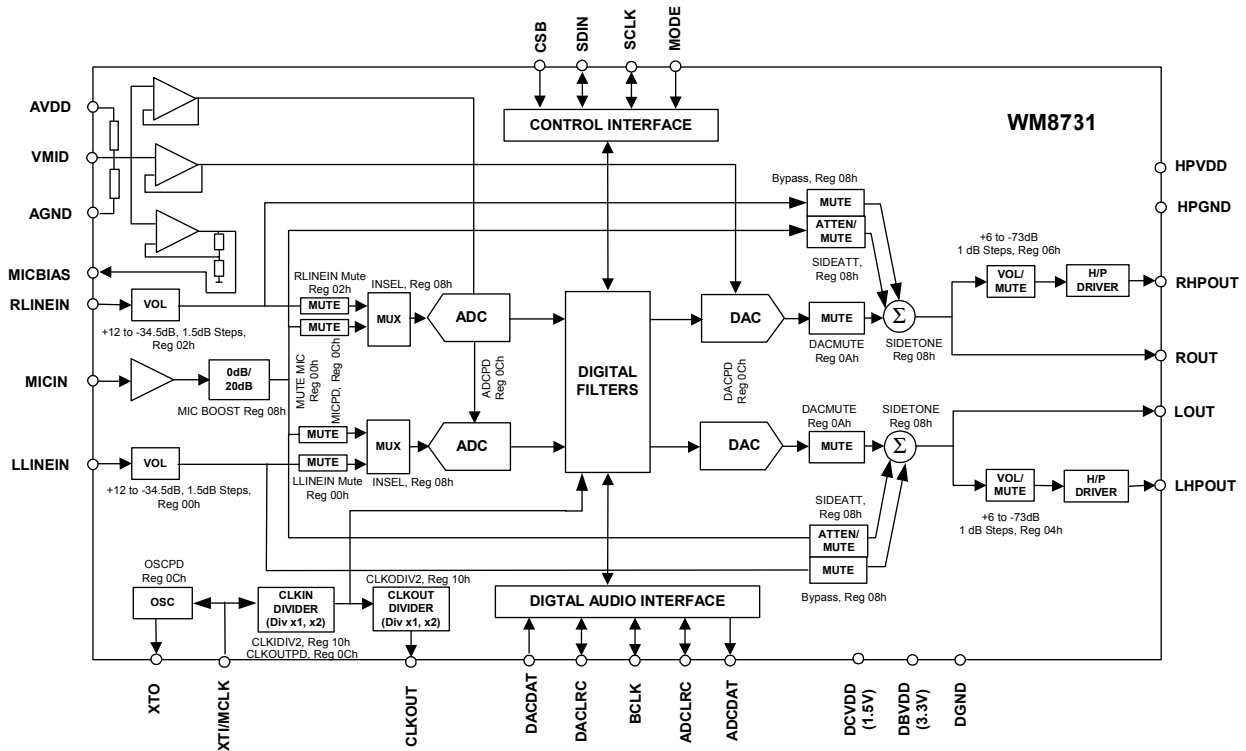 CSB
SDIN
SCLK
MODE
AVDD
VMID
AGND
MICBIAS
RLINEIN
MICIN
LLINEIN
CONTROL INTERFACE
WM8731
HPVDD
HPGND
RHPOUT
ROUT
LOUT
LHPOUT
Bypass, Reg 08h
MUTE
ATTEN/
MUTE
SIDEATT,
Reg 08h
+6 to -73dB
1 dB Steps, Reg 06h
VOL/
MUTE
H/P
DRIVER
VOL
+12 to -34.5dB, 1.5dB Steps,
Reg 02h
RLINEIN Mute
Reg 02h
MUTE
MUTE
INSEL, Reg 08h
MUX
ADC
DIGITAL
FILTERS
DAC
MUTE
DACMUTE
Reg 0Ah
Σ
SIDETONE
Reg 08h
0dB/
20dB
MIC BOOST Reg 08h
MUTE MIC
Reg 00h
MICPD, Reg 0Ch
ADCPD
Reg 0Ch
DACPD
Reg 0Ch
VOL
+12 to -34.5dB, 1.5dB Steps,
Reg 00h
MUTE
MUTE
LLINEIN Mute
Reg 00h
MUX
INSEL, Reg 08h
ADC
DAC
DACMUTE
Reg 0Ah
MUTE
SIDETONE
Reg 08h
Σ
VOL/
MUTE
H/P
DRIVER
+6 to -73dB
1 dB Steps, Reg 04h
SIDEATT,
Reg 08h
ATTEN/
MUTE
MUTE
Bypass, Reg 08h
OSCPD
Reg 0Ch
OSC
CLKIN
DIVIDER
(Div x1, x2)
CLKIDIV2, Reg 10h
CLKOUTPD, Reg 0Ch
CLKODIV2, Reg 10h
CLKOUT
DIVIDER
(Div x1, x2)
DIGTAL AUDIO INTERFACE
XTO
XTI/MCLK
CLKOUT
DACDAT
DACLRC
BCLK
ADCLRC
ADCDAT
DCVDD
(1.5V)
DBVDD
(3.3V)
DGND